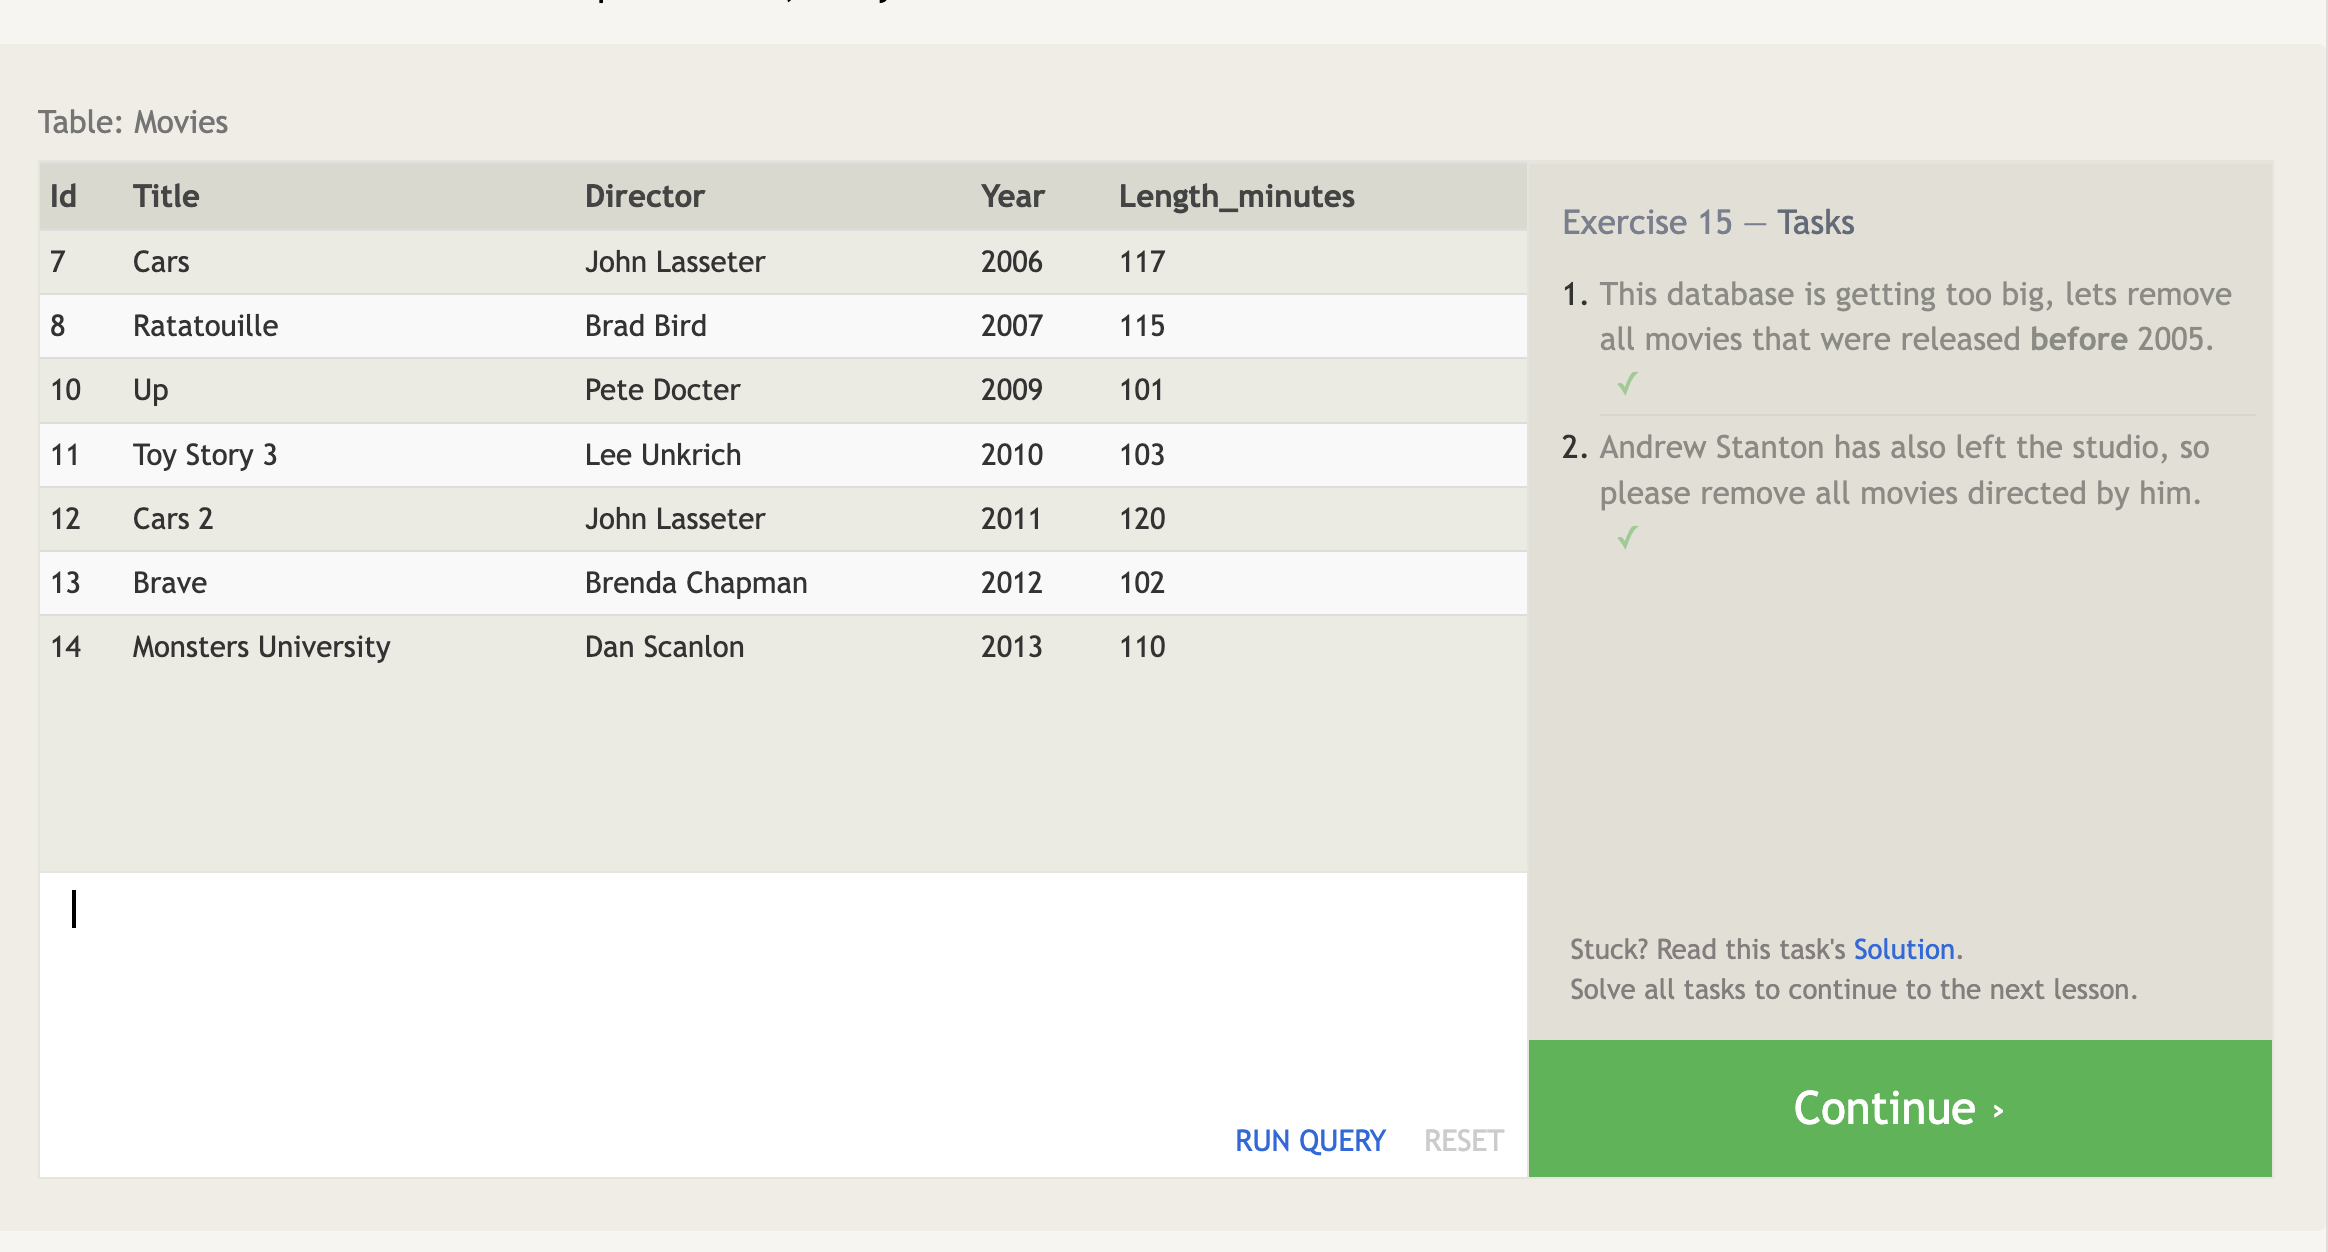 Table: Movies
Id Title Director Year Length_minutes
7 Cars John Lasseter 2006 117
8 Ratatouille Brad Bird 2007 115
10 Up Pete Docter 2009 101
11 Toy Story 3 Lee Unkrich 2010 103
12 Cars 2 John Lasseter 2011 120
13 Brave Brenda Chapman 2012 102
14 Monsters University Dan Scanlon 2013 110
RUN QUERY RESET
Exercise 15 — Tasks
1. This database is getting too big, lets remove
all movies that were released before 2005.
✓
2. Andrew Stanton has also left the studio, so
please remove all movies directed by him.
✓
Stuck? Read this task's Solution.
Solve all tasks to continue to the next lesson.
Continue ›